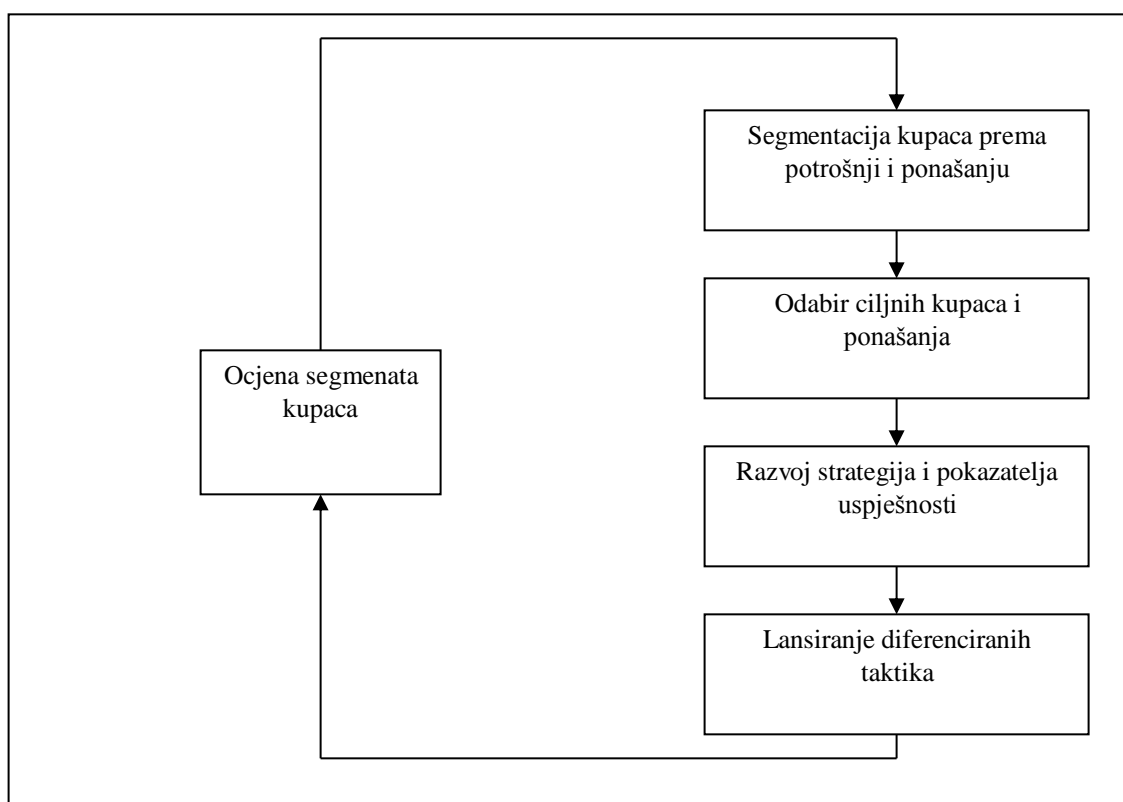 Segmentacija kupaca prema
potrošnji i ponašanju
Odabir ciljnih kupaca i
ponašanja
Ocjena segmenata
kupaca
Razvoj strategija i pokazatelja
uspješnosti
Lansiranje diferenciranih
taktika